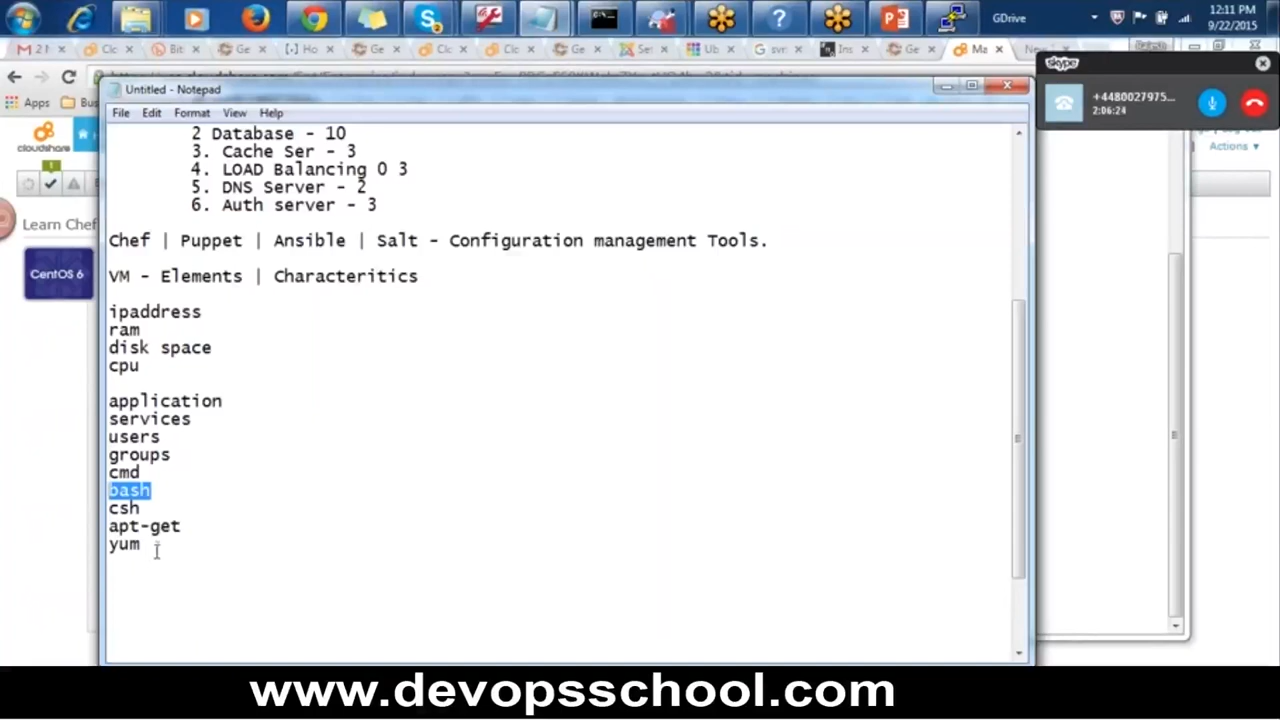 12:11 PM
9/22/2015
GDrive
Untitled - Notepad
File Edit Format View Help
skype
+4480027975...
2:06:24
Actions
Apps
cloudshare
Learn Chef
CentOS 6
2 Database - 10
3. Cache Ser - 3
4. LOAD Balancing 0 3
5. DNS Server - 2
6. Auth server - 3
Chef | Puppet | Ansible | Salt - Configuration management Tools.
VM - Elements | Characteritics
ipaddress
ram
disk space
cpu
application
services
users
groups
cmd
bash
csh
apt-get
yum
www.devopsschool.com